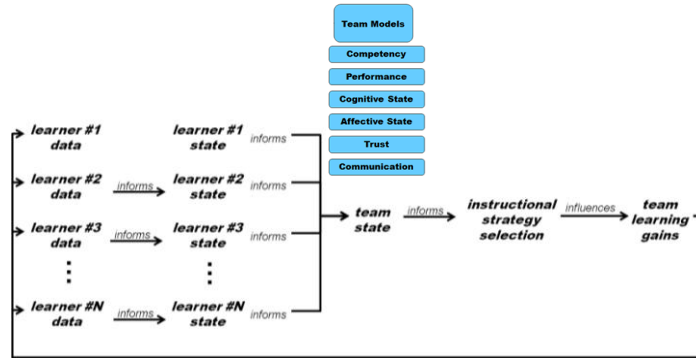 Team Models
Competency
Performance
Cognitive State
Affective State
Trust
Communication
learner #1
data
learner #1
state
informs
learner #2
data
informs
learner #2
state
informs
learner #3
data
informs
learner #3
state
informs
learner #N
data
informs
learner #N
state
informs
team
state
informs
instructional
strategy
selection
influences
team
learning
gains